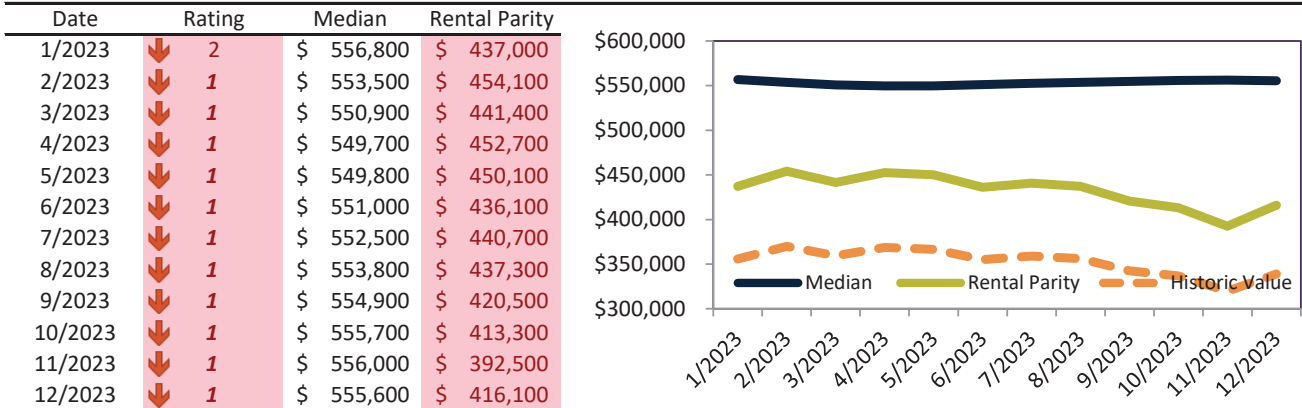 Date Rating Median Rental Parity
1/2023 2 $ 556,800 $ 437,000
2/2023 1 $ 553,500 $ 454,100
3/2023 1 $ 550,900 $ 441,400
4/2023 1 $ 549,700 $ 452,700
5/2023 1 $ 549,800 $ 450,100
6/2023 1 $ 551,000 $ 436,100
7/2023 1 $ 552,500 $ 440,700
8/2023 1 $ 553,800 $ 437,300
9/2023 1 $ 554,900 $ 420,500
10/2023 1 $ 555,700 $ 413,300
11/2023 1 $ 556,000 $ 392,500
12/2023 1 $ 555,600 $ 416,100
$600,000
$550,000
$500,000
$450,000
$400,000
$350,000
$300,000
Median Rental Parity Historic Value
1/2023 2/2023 3/2023 4/2023 5/2023 6/2023 7/2023 8/2023 9/2023 10/2023 11/2023 12/2023